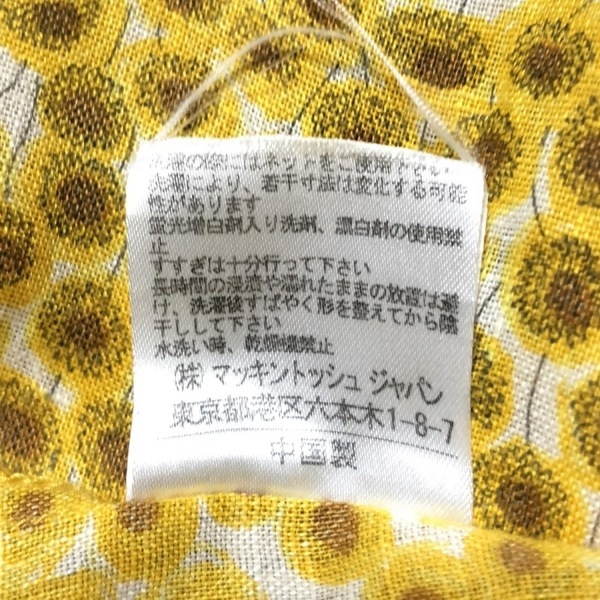 洗濯の際にはネットをご使用下さい
洗濯により、若干寸法は変化する可能
性があります
蛍光増白剤入り洗剤、漂白剤の使用禁
止
すすぎは十分行って下さい
長時間の浸漬や濡れたままの放置は避
け、洗濯後すばやく形を整えてから陰
干しして下さい
水洗い時、乾燥機禁止
(株) マッキントッシュ ジャパン
東京都港区六本木1-8-7
中国製